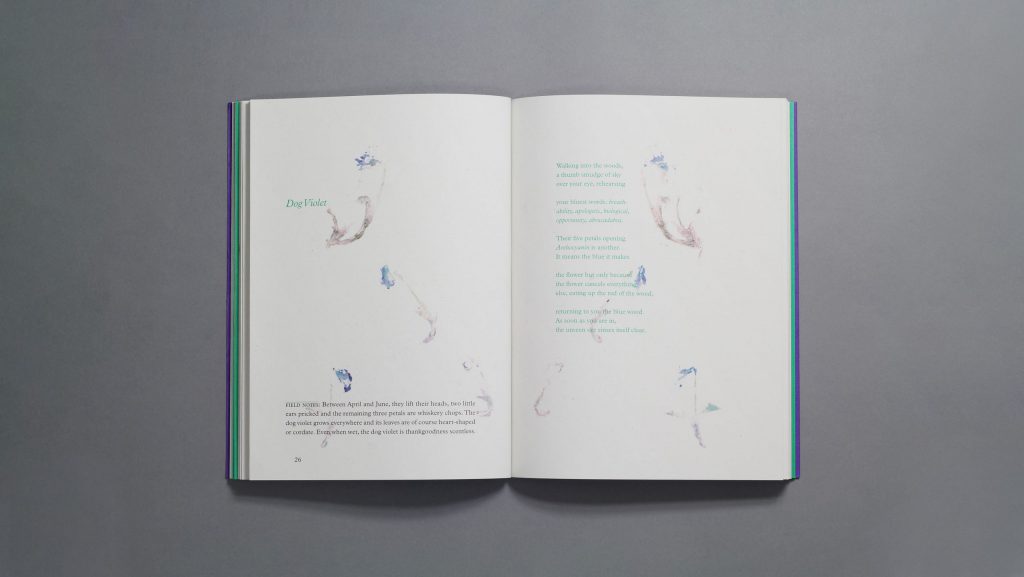 Dog Violet
FIELD NOTES: Between April and June, they lift their heads, two little
ears pricked and the remaining three petals are whiskery chops. The
dog violet grows everywhere and its leaves are of course heart-shaped
or cordate. Even when wet, the dog violet is thankgoodness scentless.
26
Walking into the woods,
a thumb smudge of sky
over your eye, rehearsing
your bluest words: breath-
ability, apologetic, biological,
opportunity, abracadabra.
Their five petals opening.
Anthocyanin is another.
It means the blue it makes
the flower but only because
the flower cancels everything
else, eating up the red of the wood,
returning to you the blue wood.
As soon as you are in,
the unseen sky vixxes itself clear.